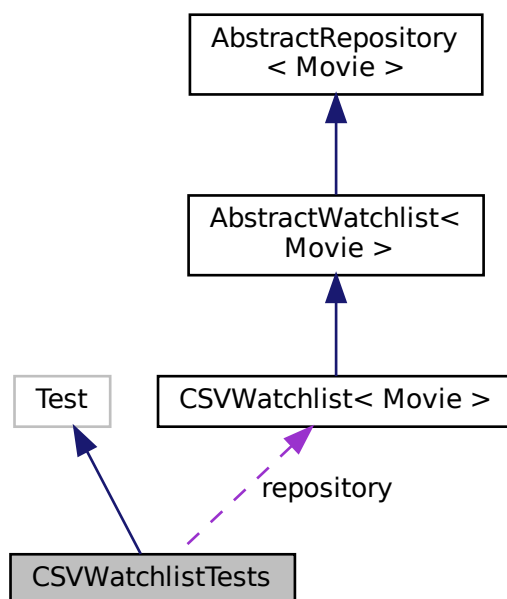 AbstractRepository
< Movie >
AbstractWatchlist<
Movie >
Test
CSVWatchlist< Movie >
repository
CSVWatchlistTests